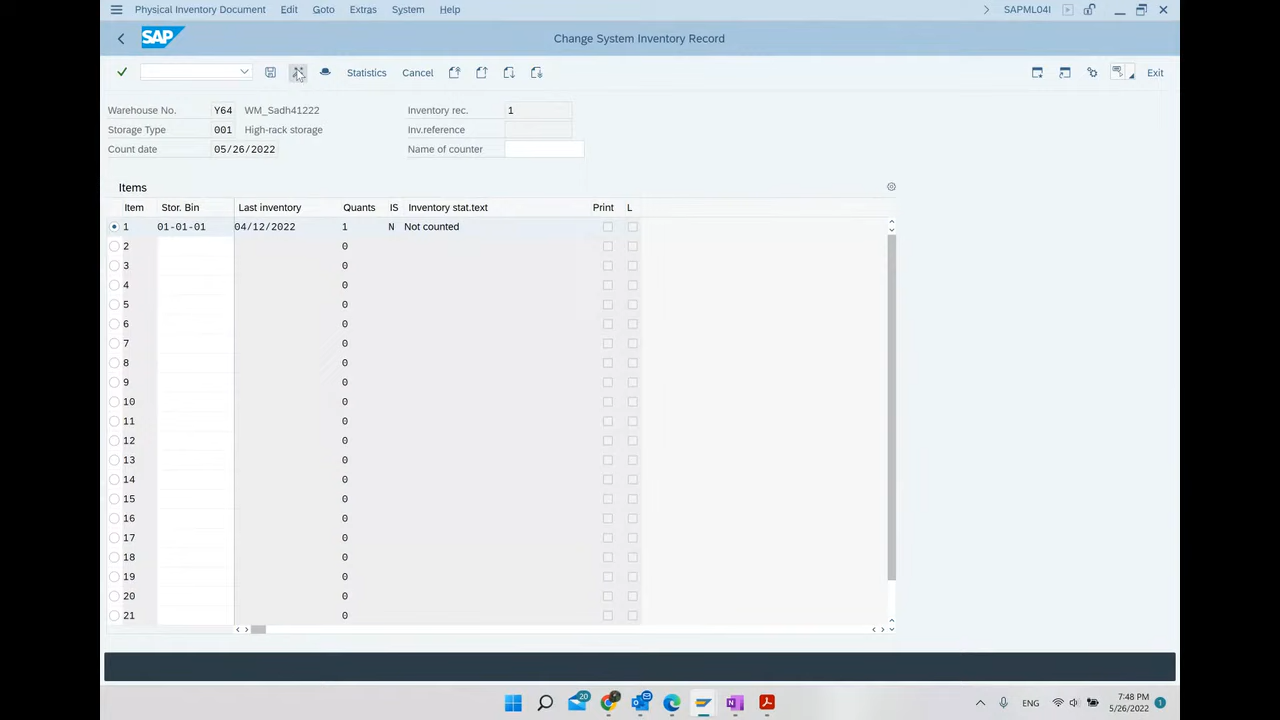 Physical Inventory Document Edit Goto Extras System Help SAPML04I
SAP Change System Inventory Record
Statistics Cancel Exit
Warehouse No. Y64 WM_Sadh41222 Inventory rec. 1
Storage Type 001 High-rack storage Inv.reference
Count date 05/26/2022 Name of counter
Items
Item Stor. Bin Last inventory Quants IS Inventory stat.text Print L
1 01-01-01 04/12/2022 1 N Not counted
2 0
3 0
4 0
5 0
6 0
7 0
8 0
9 0
10 0
11 0
12 0
13 0
14 0
15 0
16 0
17 0
18 0
19 0
20 0
21 0
20 ENG 7:48 PM
5/26/2022 1